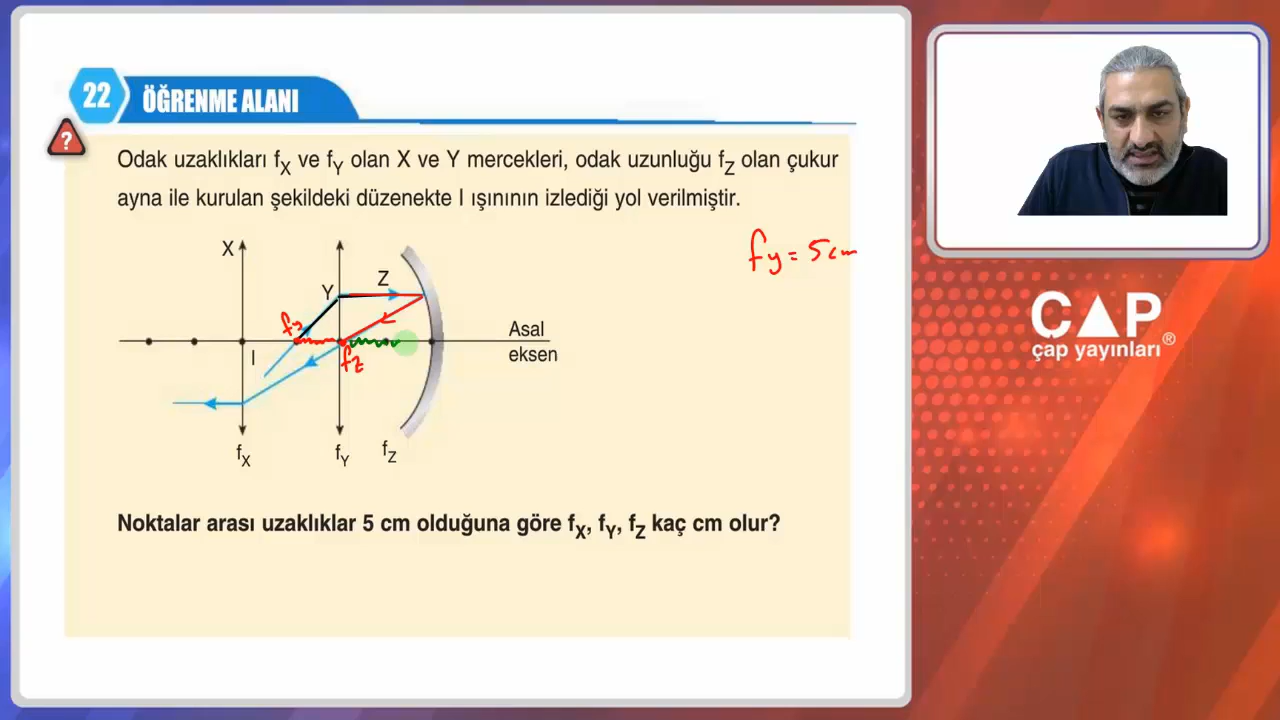 22 ÖĞRENME ALANI
?
Odak uzaklıkları fX ve fY olan X ve Y mercekleri, odak uzunluğu fZ olan çukur
ayna ile kurulan şekildeki düzenekte I ışınının izlediği yol verilmiştir.
fy = 5cm
X
Z
Y
fy
Asal
eksen
I
fz
fX
fY
fZ
Noktalar arası uzaklıklar 5 cm olduğuna göre fX, fY, fZ kaç cm olur?
ÇAP®
çap yayınları